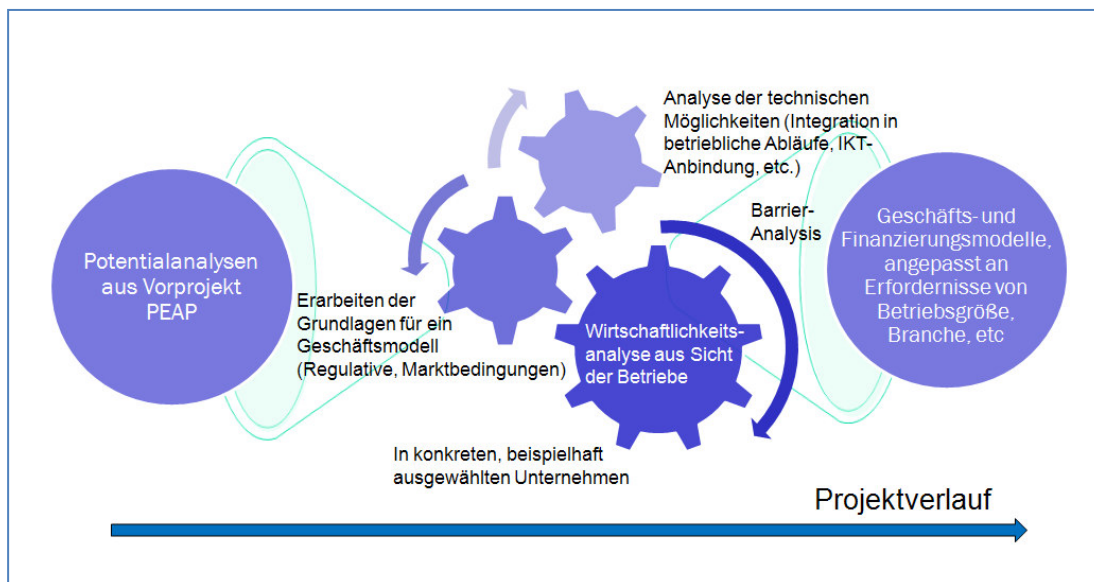 Potentialanalysen
aus Vorprojekt
PEAP
Erarbeiten der
Grundlagen für ein
Geschäftsmodell
(Regulative, Marktbedingungen)
Analyse der technischen
Möglichkeiten (Integration in
betriebliche Abläufe, IKT-
Anbindung, etc.)
Barrier-
Analysis
Wirtschaftlichkeits-
analyse aus Sicht
der Betriebe
In konkreten, beispielhaft
ausgewählten Unternehmen
Geschäfts- und
Finanzierungsmodelle,
angepasst an
Erfordernisse von
Betriebsgröße,
Branche, etc
Projektverlauf